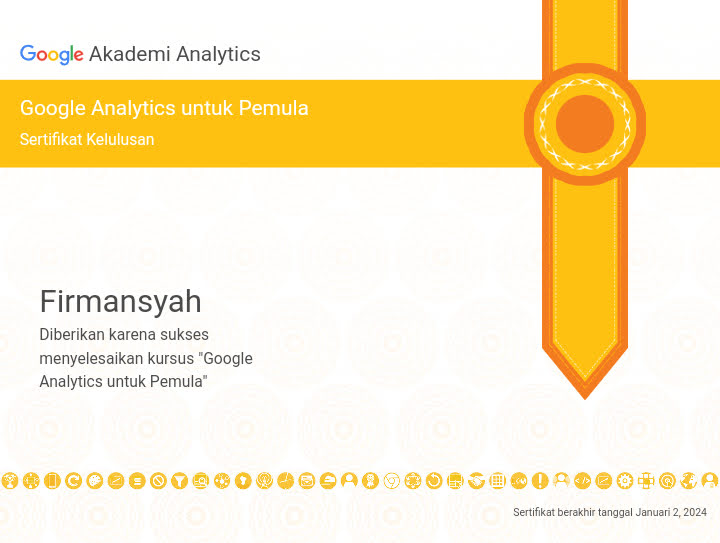 Google Akademi Analytics
Google Analytics untuk Pemula
Sertifikat Kelulusan
Firmansyah
Diberikan karena sukses
menyelesaikan kursus "Google
Analytics untuk Pemula"
Sertifikat berakhir tanggal Januari 2, 2024